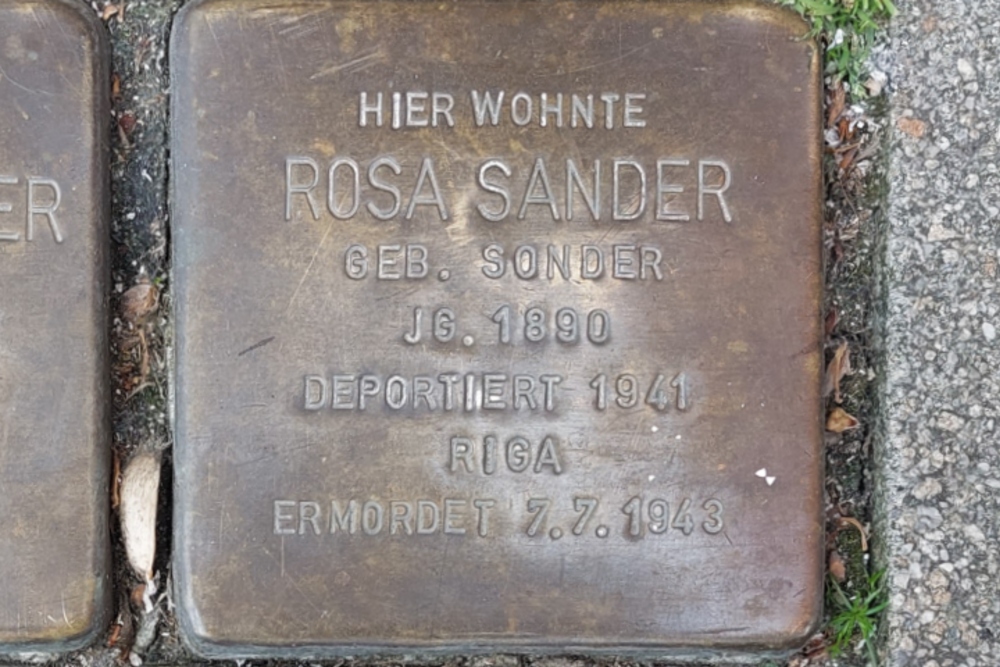 HIER WOHNTE
ROSA SANDER
GEB. SONDER
JG. 1890
DEPORTIERT 1941
RIGA
ERMORDET 7.7.1943